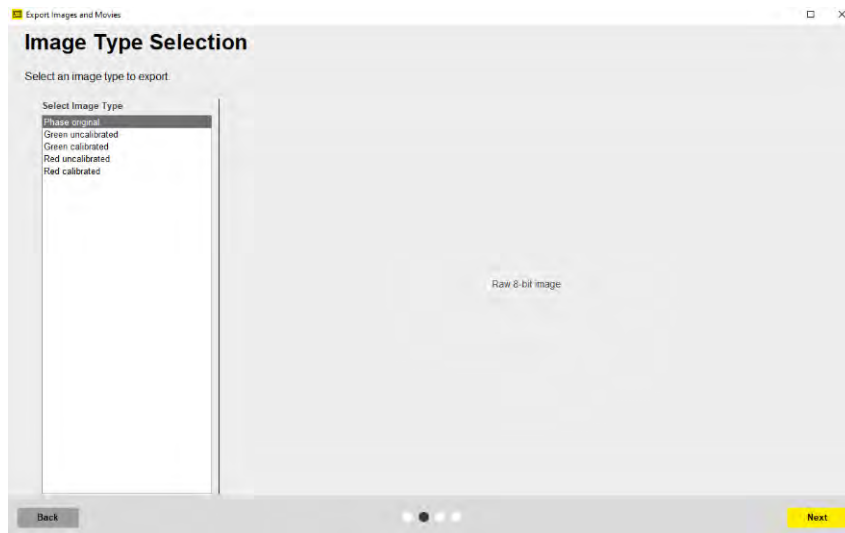 Export Images and Movies
Image Type Selection
Select an image type to export
Select Image Type
Phase original
Green uncalibrated
Green calibrated
Red uncalibrated
Red calibrated
Raw 8-bit image
Back
Next